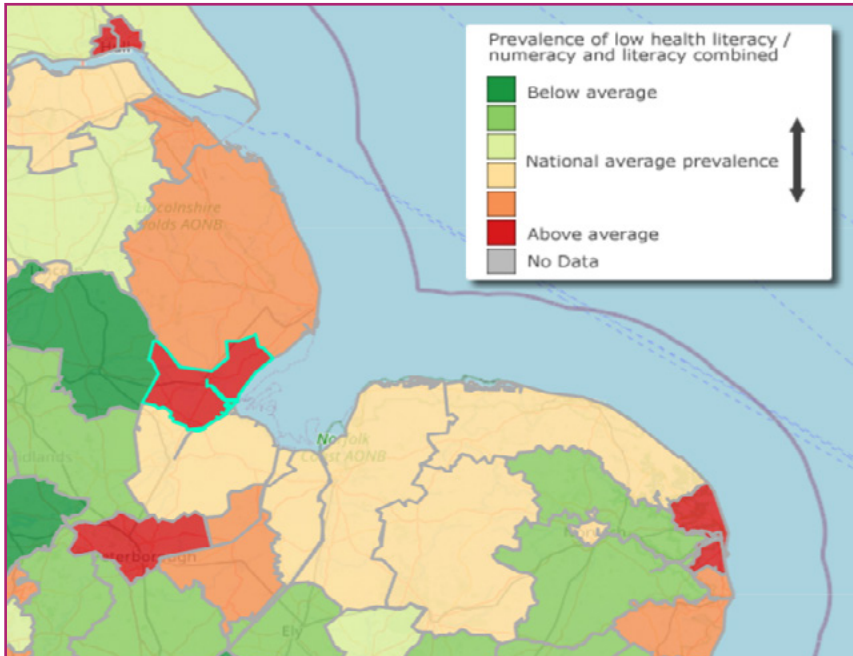 Prevalence of low health literacy /
numeracy and literacy combined
Below average
National average prevalence
Above average
No Data
Hull
Lincolnshire
Wolds AONB
Norfolk
Coast AONB
Norwich
Ely